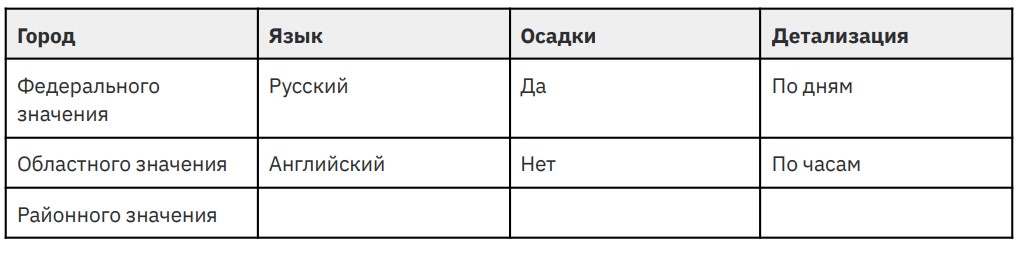 Город Язык Осадки Детализация
Федерального значения Русский Да По дням
Областного значения Английский Нет По часам
Районного значения